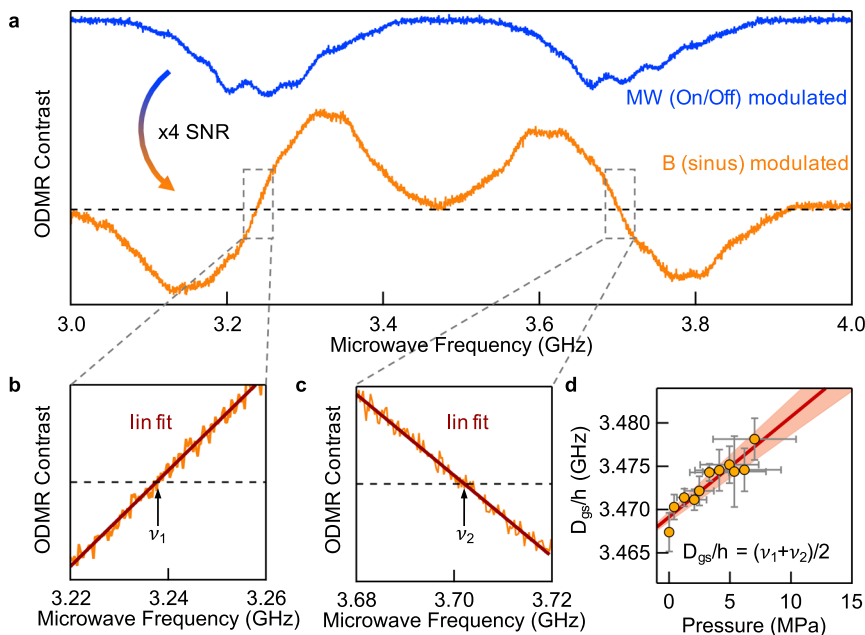 a
ODMR Contrast
x4 SNR
MW (On/Off) modulated
B (sinus) modulated
3.0 3.2 3.4 3.6 3.8 4.0
Microwave Frequency (GHz)
b
ODMR Contrast
lin fit
ν₁
3.22 3.24 3.26
Microwave Frequency (GHz)
c
ODMR Contrast
lin fit
ν₂
3.68 3.70 3.72
Microwave Frequency (GHz)
d
D_gs/h (GHz)
3.480
3.475
3.470
3.465
D_gs/h = (ν₁+ν₂)/2
0 5 10 15
Pressure (MPa)